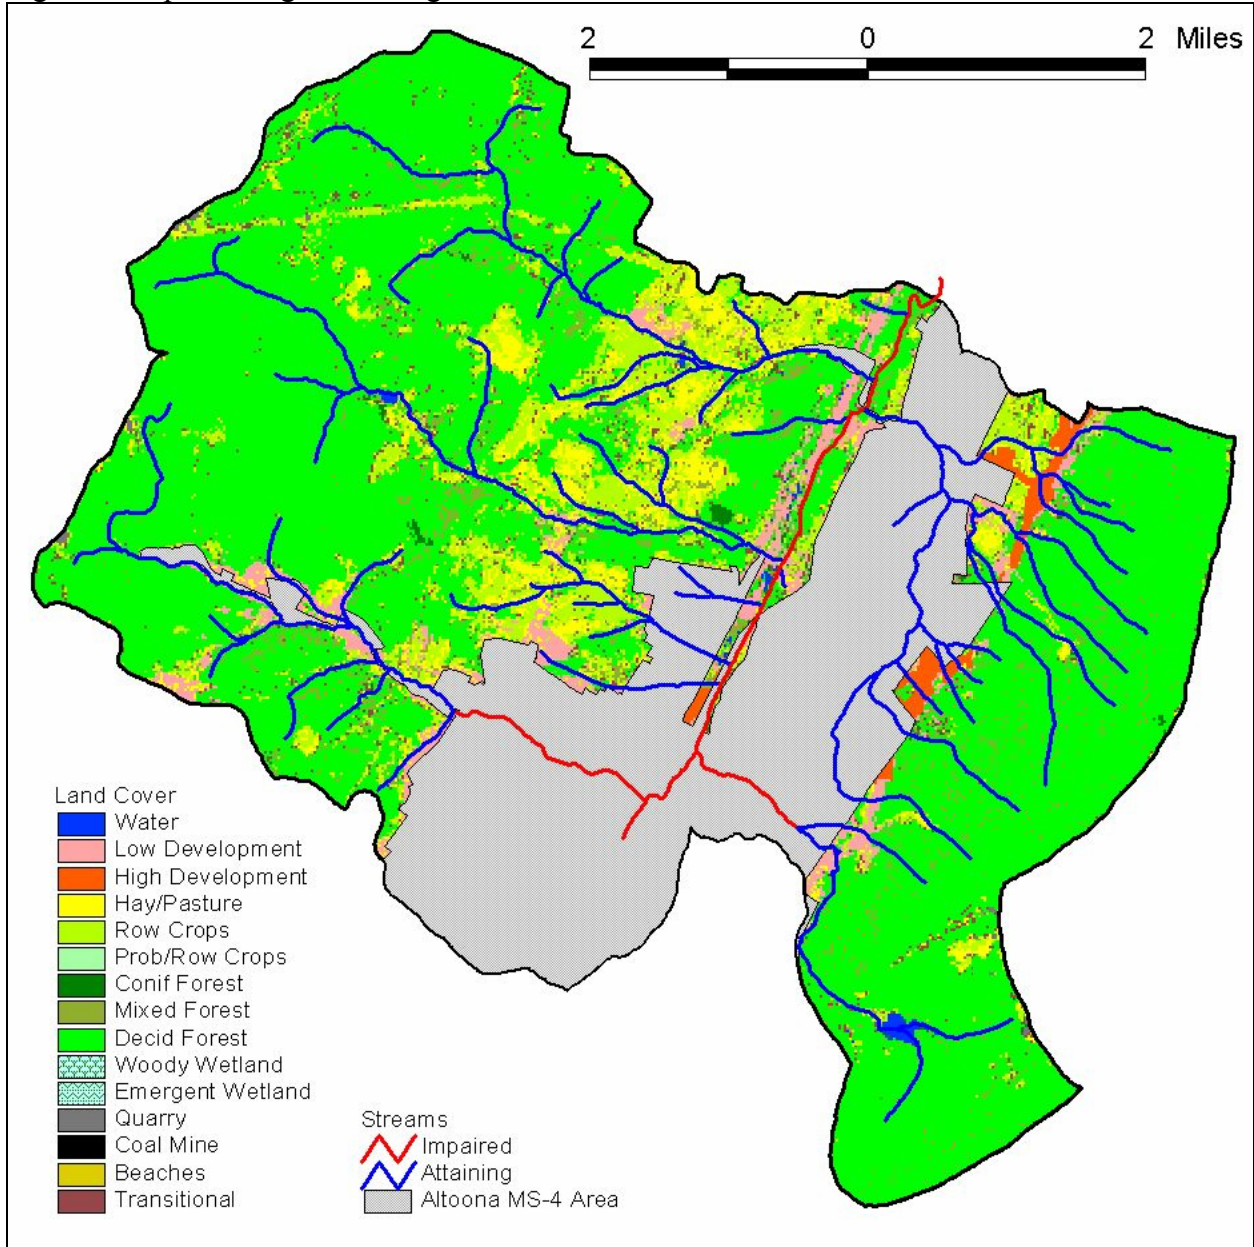 2 0 2 Miles
Land Cover
Water
Low Development
High Development
Hay/Pasture
Row Crops
Prob/Row Crops
Conif Forest
Mixed Forest
Decid Forest
Woody Wetland
Emergent Wetland
Quarry
Coal Mine
Beaches
Transitional
Streams
Impaired
Attaining
Altoona MS-4 Area